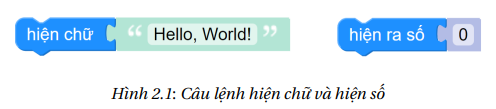 hiện chữ “ Hello, World! ” hiện ra số 0
Hình 2.1: Câu lệnh hiện chữ và hiện số